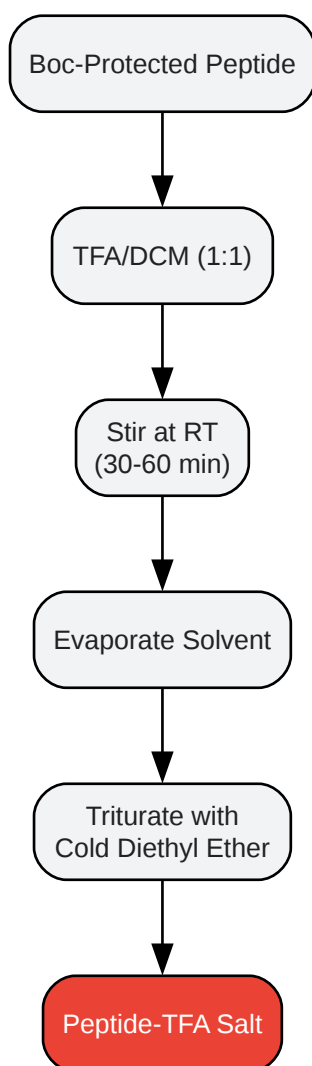 Boc-Protected Peptide
TFA/DCM (1:1)
Stir at RT
(30-60 min)
Evaporate Solvent
Triturate with
Cold Diethyl Ether
Peptide-TFA Salt